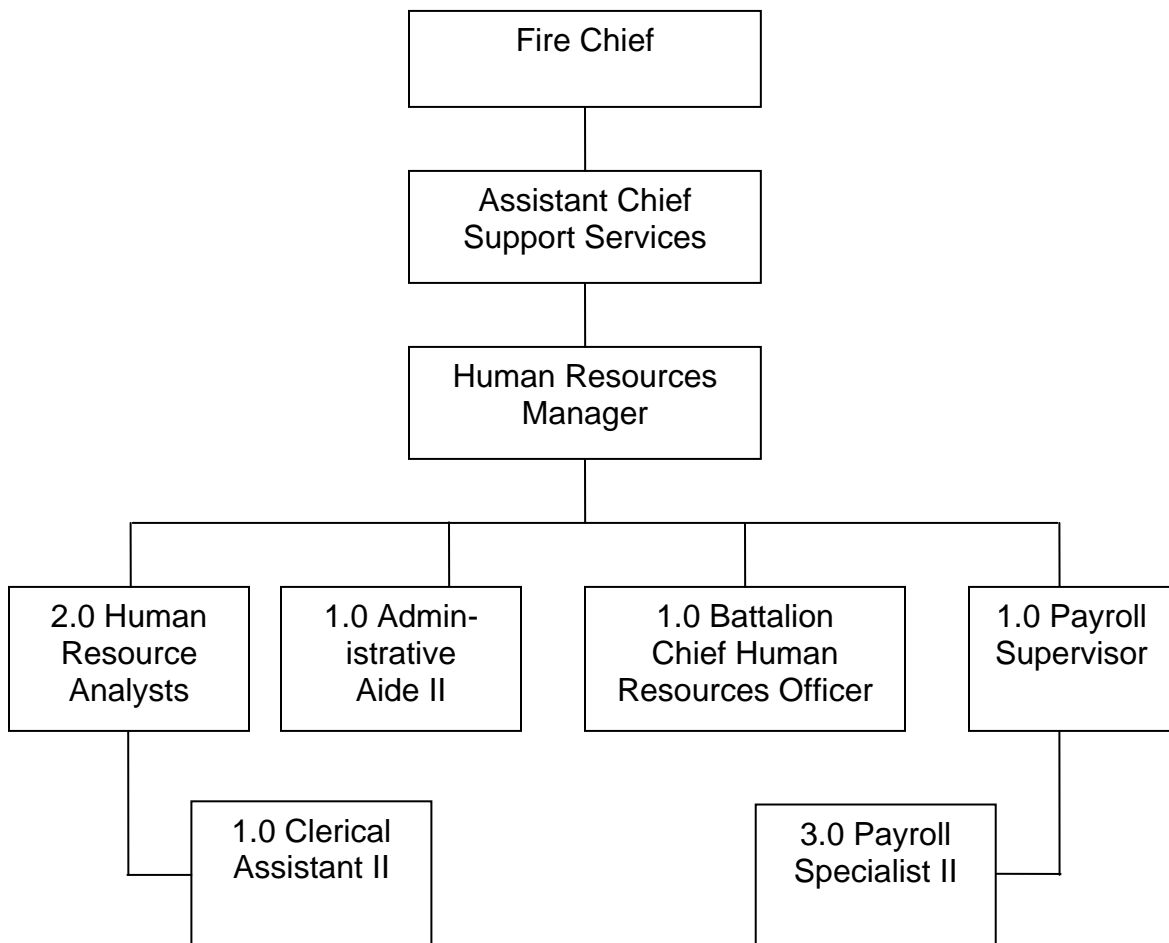 Fire Chief
Assistant Chief
Support Services
Human Resources
Manager
2.0 Human
Resource
Analysts
1.0 Admin-
istrative
Aide II
1.0 Battalion
Chief Human
Resources Officer
1.0 Payroll
Supervisor
1.0 Clerical
Assistant II
3.0 Payroll
Specialist II